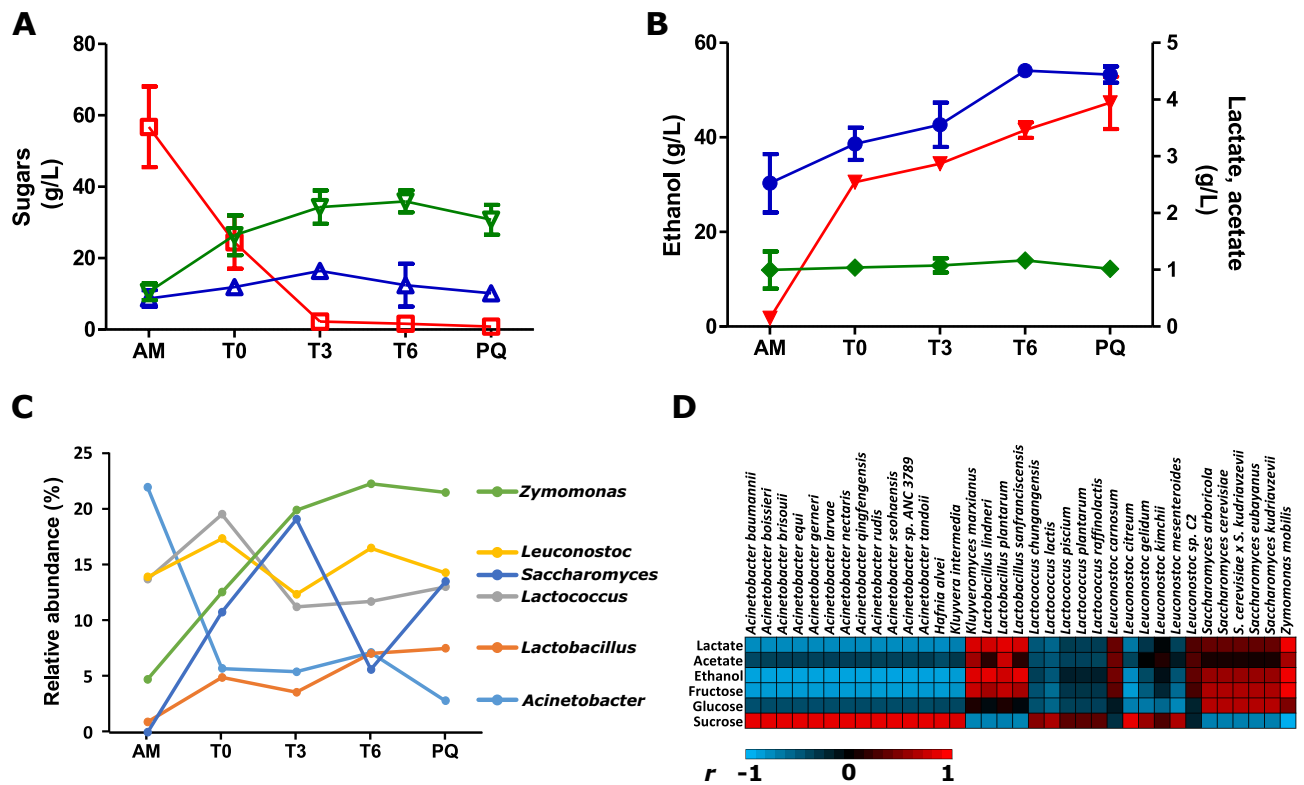 A
Sugars
(g/L)
80
60
40
20
0
AM T0 T3 T6 PQ
B
Ethanol (g/L)
60
40
20
0
5
4
3
2
1
0
Lactate, acetate
(g/L)
AM T0 T3 T6 PQ
C
Relative abundance (%)
25
20
15
10
5
0
AM T0 T3 T6 PQ
Zymomonas
Leuconostoc
Saccharomyces
Lactococcus
Lactobacillus
Acinetobacter
D
Acinetobacter baumannii
Acinetobacter boissieri
Acinetobacter brisouii
Acinetobacter equi
Acinetobacter gerneri
Acinetobacter larvae
Acinetobacter nectaris
Acinetobacter qingfengensis
Acinetobacter rudis
Acinetobacter seohaensis
Acinetobacter sp. ANC 3789
Acinetobacter tandoii
Hafnia alvei
Kluyvera intermedia
Kluyveromyces marxianus
Lactobacillus lindneri
Lactobacillus plantarum
Lactobacillus safranciscensis
Lactococcus chungangensis
Lactococcus lactis
Lactococcus piscium
Lactococcus plantarum
Lactococcus raffinolactis
Leuconostoc carnosum
Leuconostoc citreum
Leuconostoc gelidum
Leuconostoc kimchii
Leuconostoc mesenteroides
Leuconostoc sp. C2
Saccharomyces arboricola
Saccharomyces cerevisiae
S. cerevisiae x S. kudriavzevii
Saccharomyces eubayanus
Saccharomyces kudriavzevii
Zymomonas mobilis
Lactate
Acetate
Ethanol
Fructose
Glucose
Sucrose
r -1 0 1